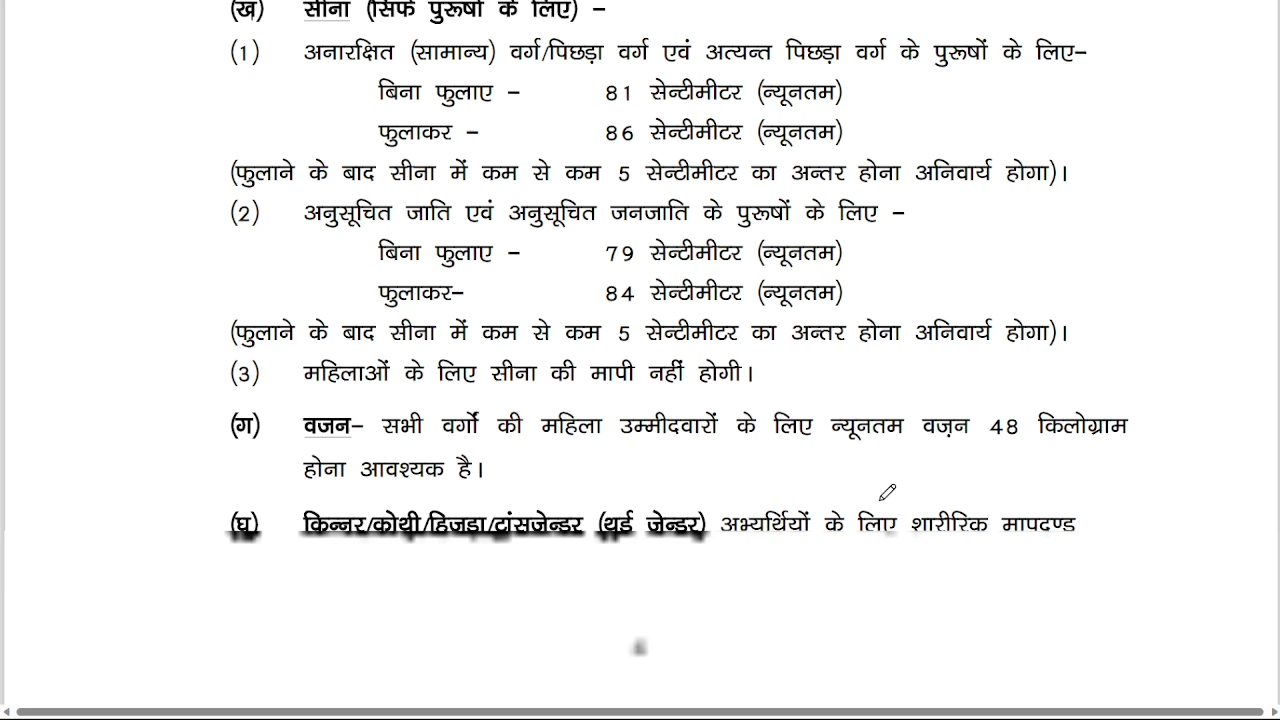 (ख) सीना (सिर्फ पुरूषों के लिए) –
(1) अनारक्षित (सामान्य) वर्ग/पिछड़ा वर्ग एवं अत्यन्त पिछड़ा वर्ग के पुरूषों के लिए–
बिना फुलाए – 81 सेन्टीमीटर (न्यूनतम)
फुलाकर – 86 सेन्टीमीटर (न्यूनतम)
(फुलाने के बाद सीना में कम से कम 5 सेन्टीमीटर का अन्तर होना अनिवार्य होगा)।
(2) अनुसूचित जाति एवं अनुसूचित जनजाति के पुरूषों के लिए –
बिना फुलाए – 79 सेन्टीमीटर (न्यूनतम)
फुलाकर– 84 सेन्टीमीटर (न्यूनतम)
(फुलाने के बाद सीना में कम से कम 5 सेन्टीमीटर का अन्तर होना अनिवार्य होगा)।
(3) महिलाओं के लिए सीना की मापी नहीं होगी।
(ग) वजन– सभी वर्गों की महिला उम्मीदवारों के लिए न्यूनतम वज़न 48 किलोग्राम
होना आवश्यक है।
(घ) किन्नर/कोथी/हिजड़ा/ट्रांसजेन्डर (थर्ड जेन्डर) अभ्यर्थियों के लिए शारीरिक मापदण्ड